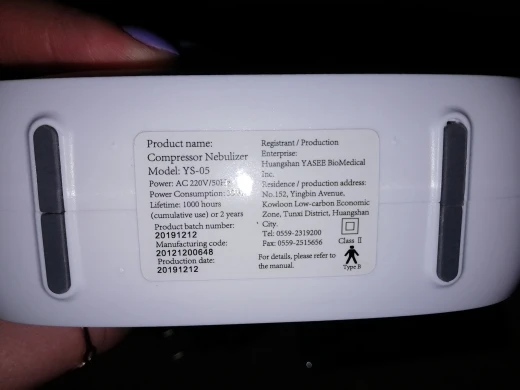 Product name:
Compressor Nebulizer
Model: YS-05
Power: AC 220V/50Hz
Power Consumption:
Lifetime: 1000 hours
(cumulative use) or 2 years
Product batch number:
20191212
Manufacturing code:
20121200648
Production date:
20191212
Registrant / Production
Enterprise:
Huangshan YASEE BioMedical
Inc.
Residence / production address:
No.152, Yingbin Avenue,
Kowloon Low-carbon Economic
Zone, Tunxi District, Huangshan
City.
Tel: 0559-2319200
Fax: 0559-2515656
For details, please refer to
the manual.
Class II
Type B